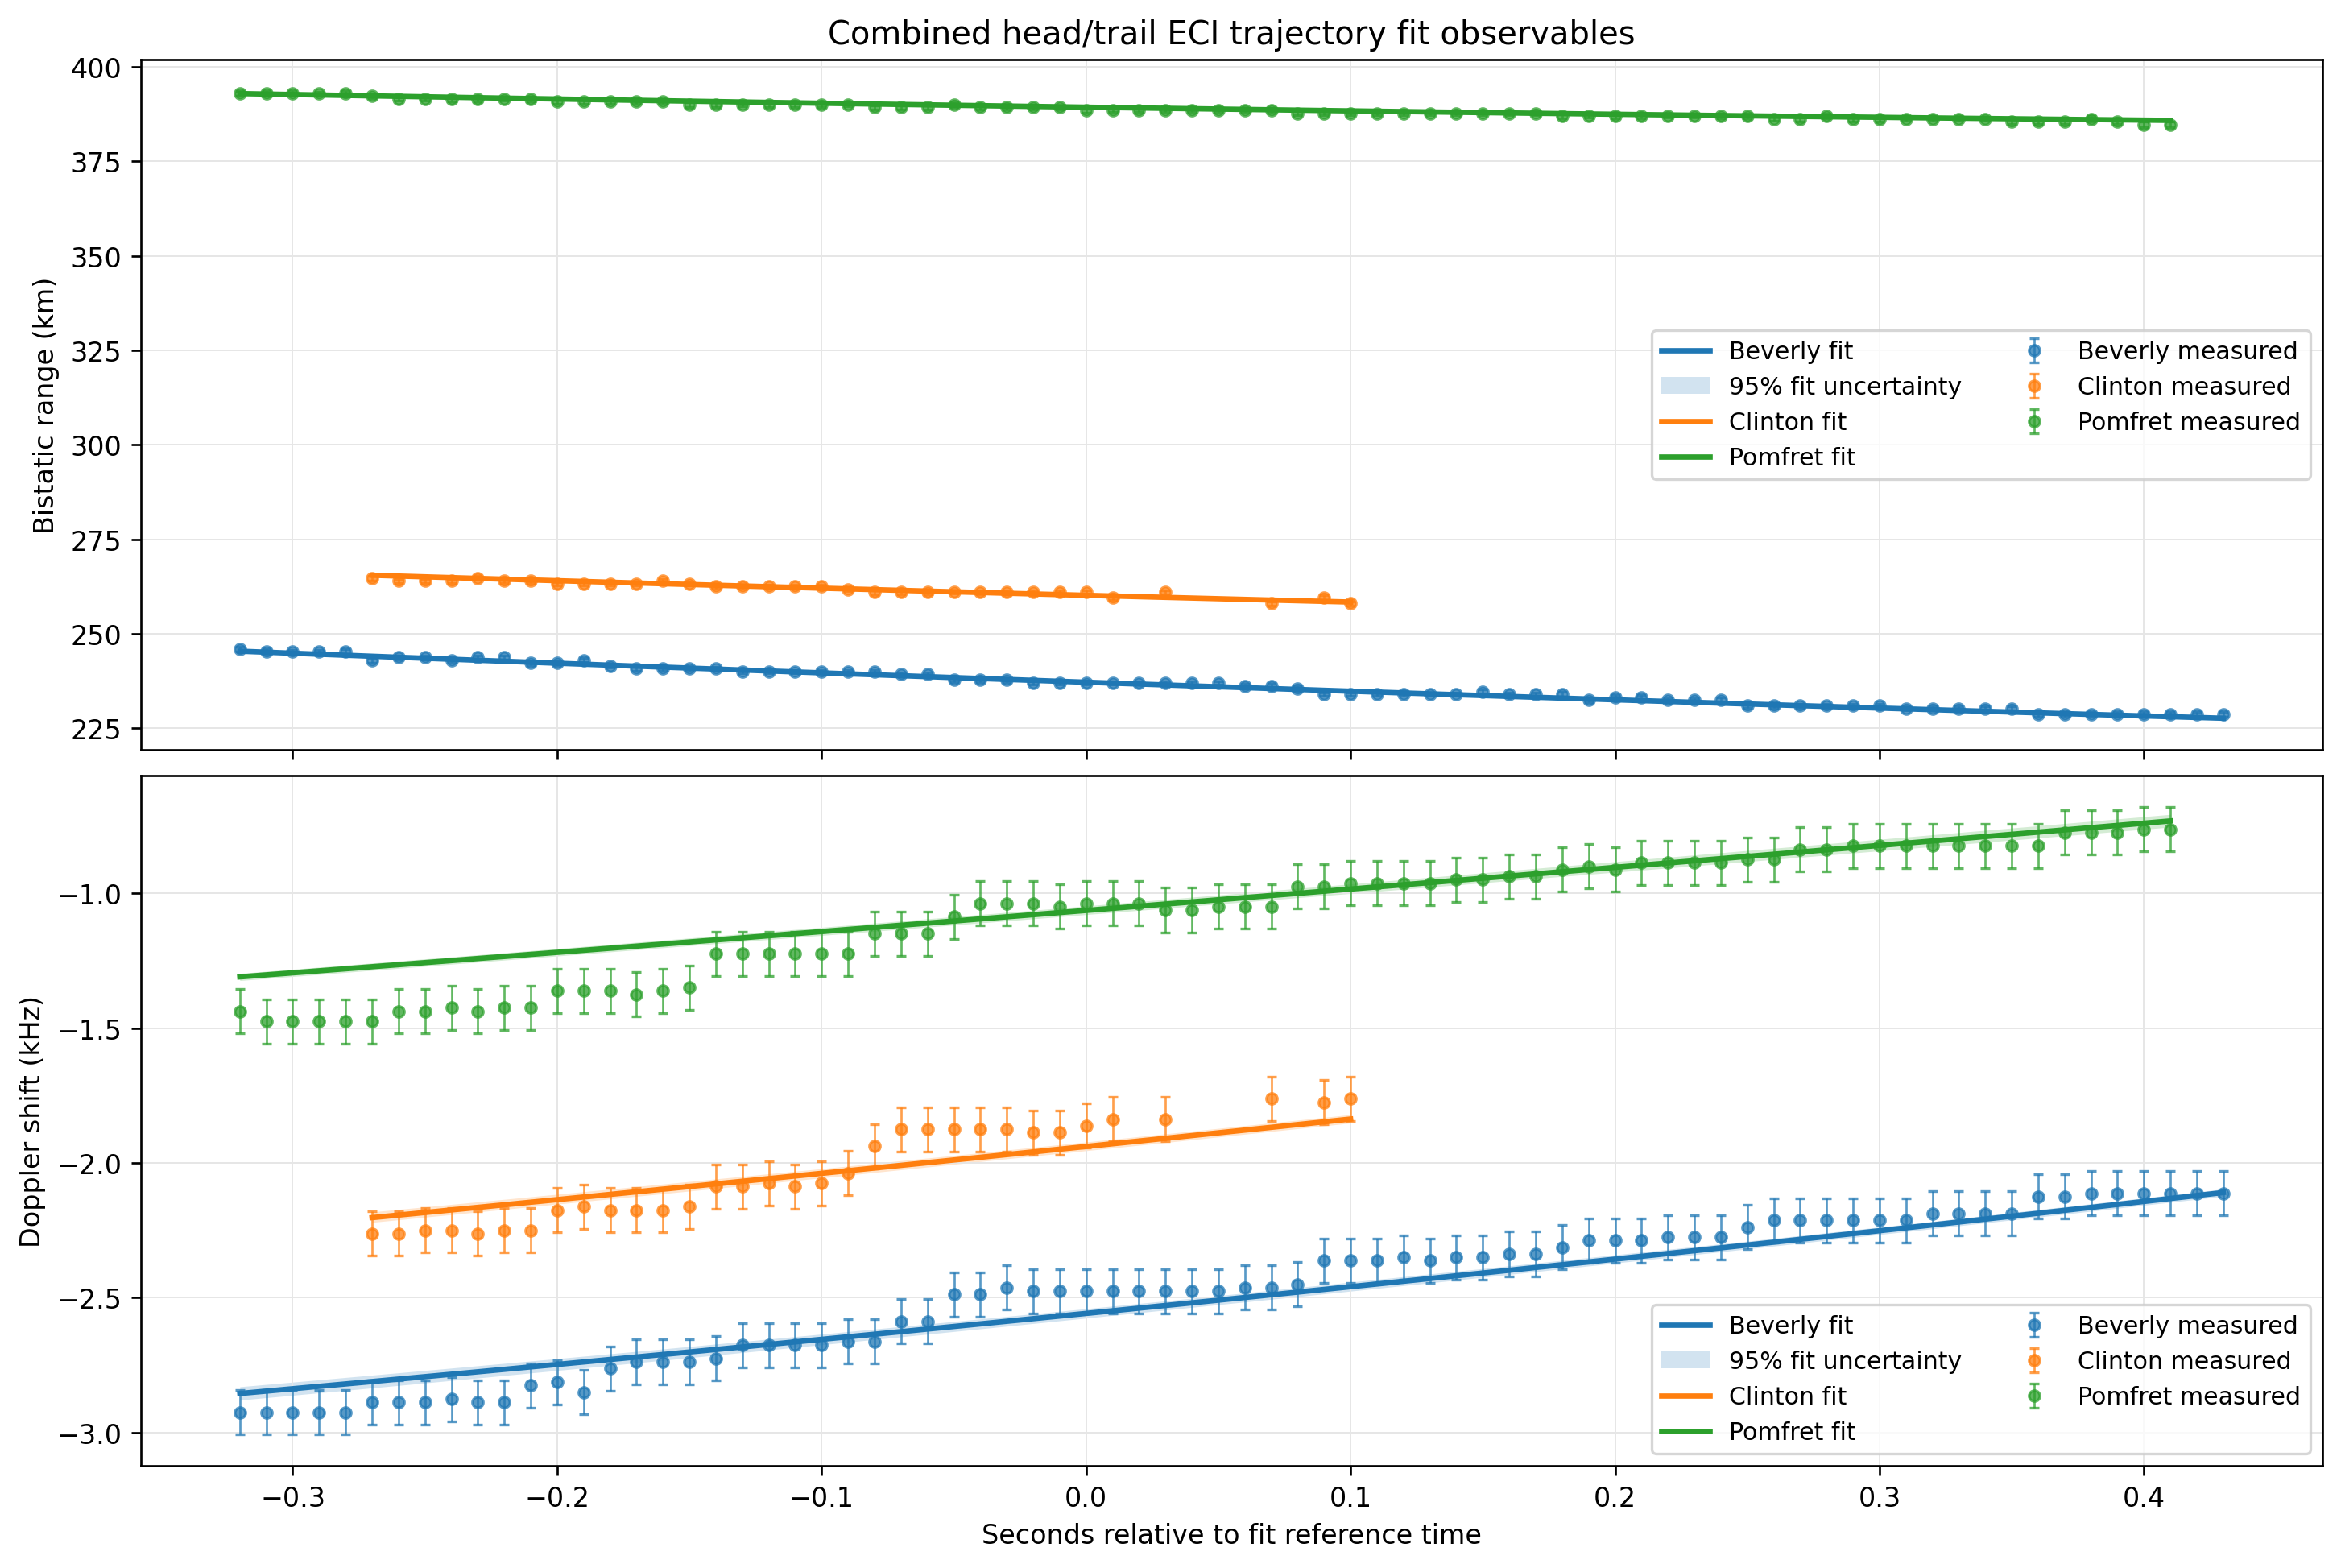 Combined head/trail ECI trajectory fit observables
400
375
350
325
300
275
250
225
Bistatic range (km)
Beverly fit
95% fit uncertainty
Clinton fit
Pomfret fit
Beverly measured
Clinton measured
Pomfret measured
−1.0
−1.5
−2.0
−2.5
−3.0
Doppler shift (kHz)
Beverly fit
95% fit uncertainty
Clinton fit
Pomfret fit
Beverly measured
Clinton measured
Pomfret measured
−0.3 −0.2 −0.1 0.0 0.1 0.2 0.3 0.4
Seconds relative to fit reference time